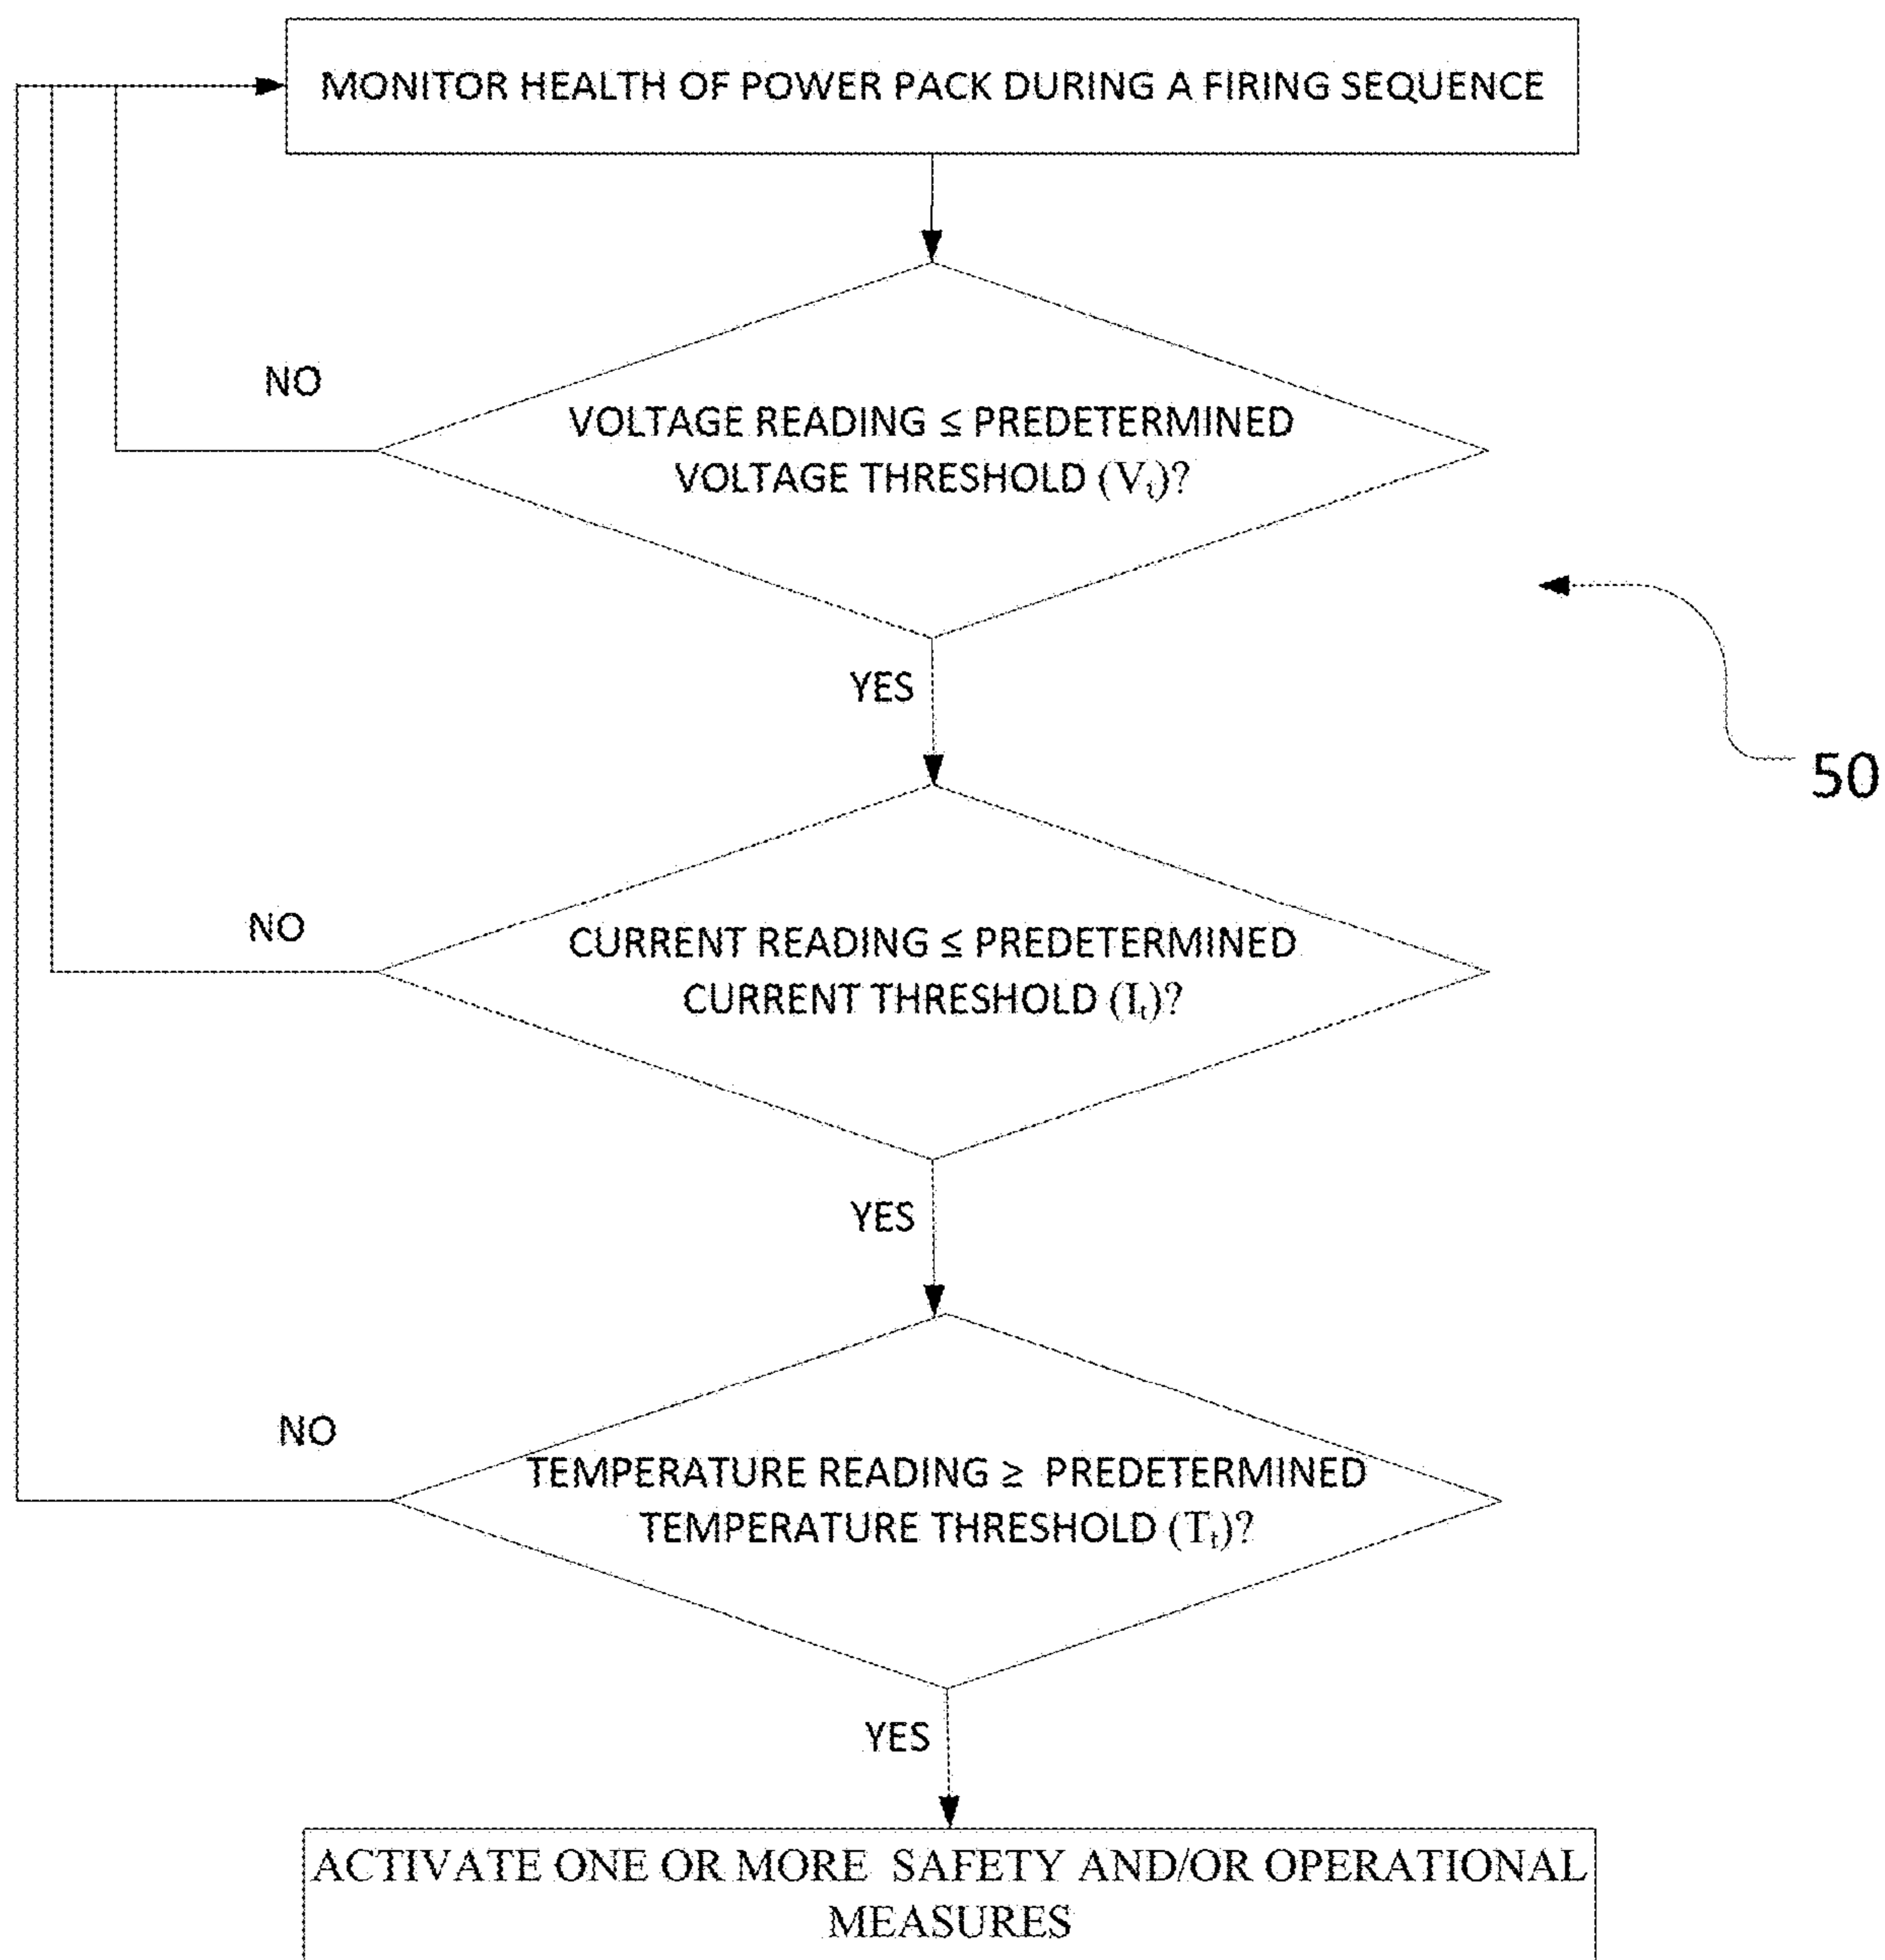 MONITOR HEALTH OF POWER PACK DURING A FIRING SEQUENCE
NO
VOLTAGE READING ≤ PREDETERMINED
VOLTAGE THRESHOLD (Vₜ)?
YES
50
NO
CURRENT READING ≤ PREDETERMINED
CURRENT THRESHOLD (Iₜ)?
YES
NO
TEMPERATURE READING ≥ PREDETERMINED
TEMPERATURE THRESHOLD (Tₜ)?
YES
ACTIVATE ONE OR MORE SAFETY AND/OR OPERATIONAL
MEASURES